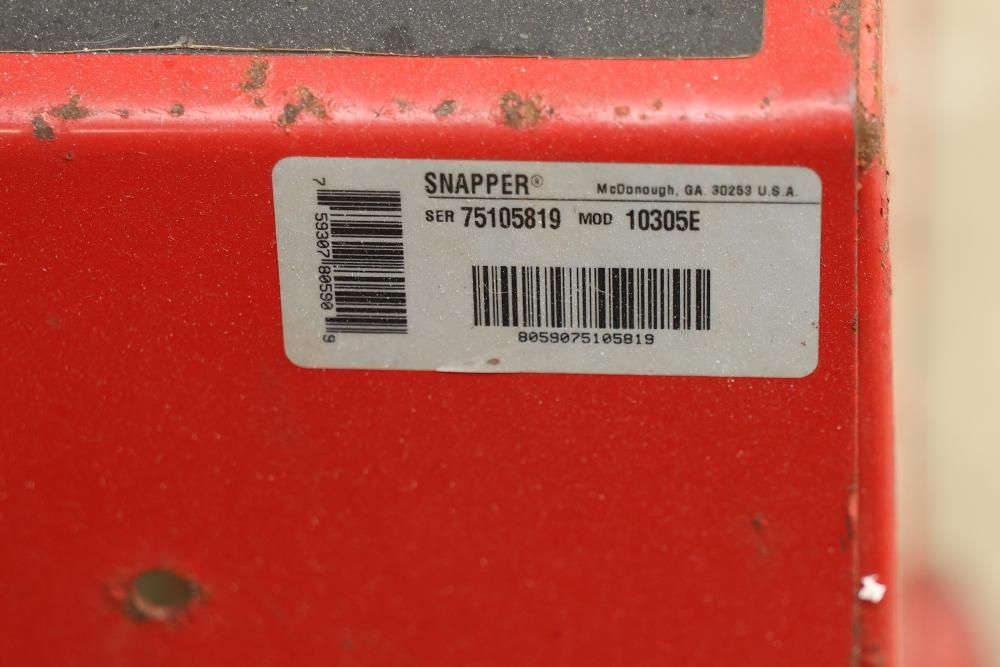 SNAPPER® McDonough, GA. 30253 U.S.A.
SER 75105819 MOD 10305E
8059075105819
7 59307 80590 9